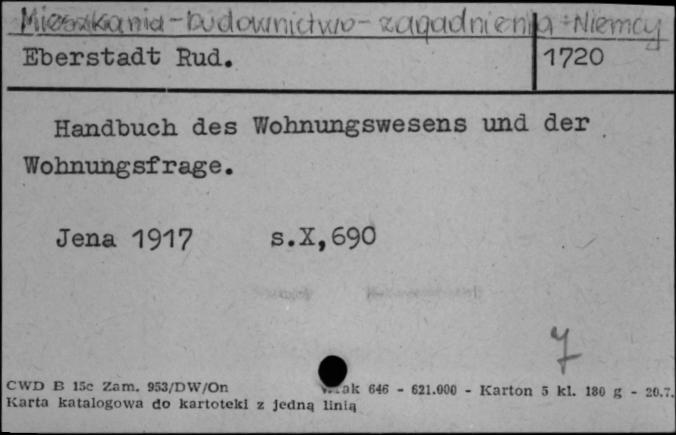 Mieszkania - budownictwo - zagadnienia - Niemcy
Eberstadt Rud. 1720
Handbuch des Wohnungswesens und der
Wohnungsfrage.
Jena 1917 s.X,690
7
CWD B 15c Zam. 953/DW/On ak 646 - 621.000 - Karton 5 kl. 180 g - 20.7.
Karta katalogowa do kartoteki z jedną linią